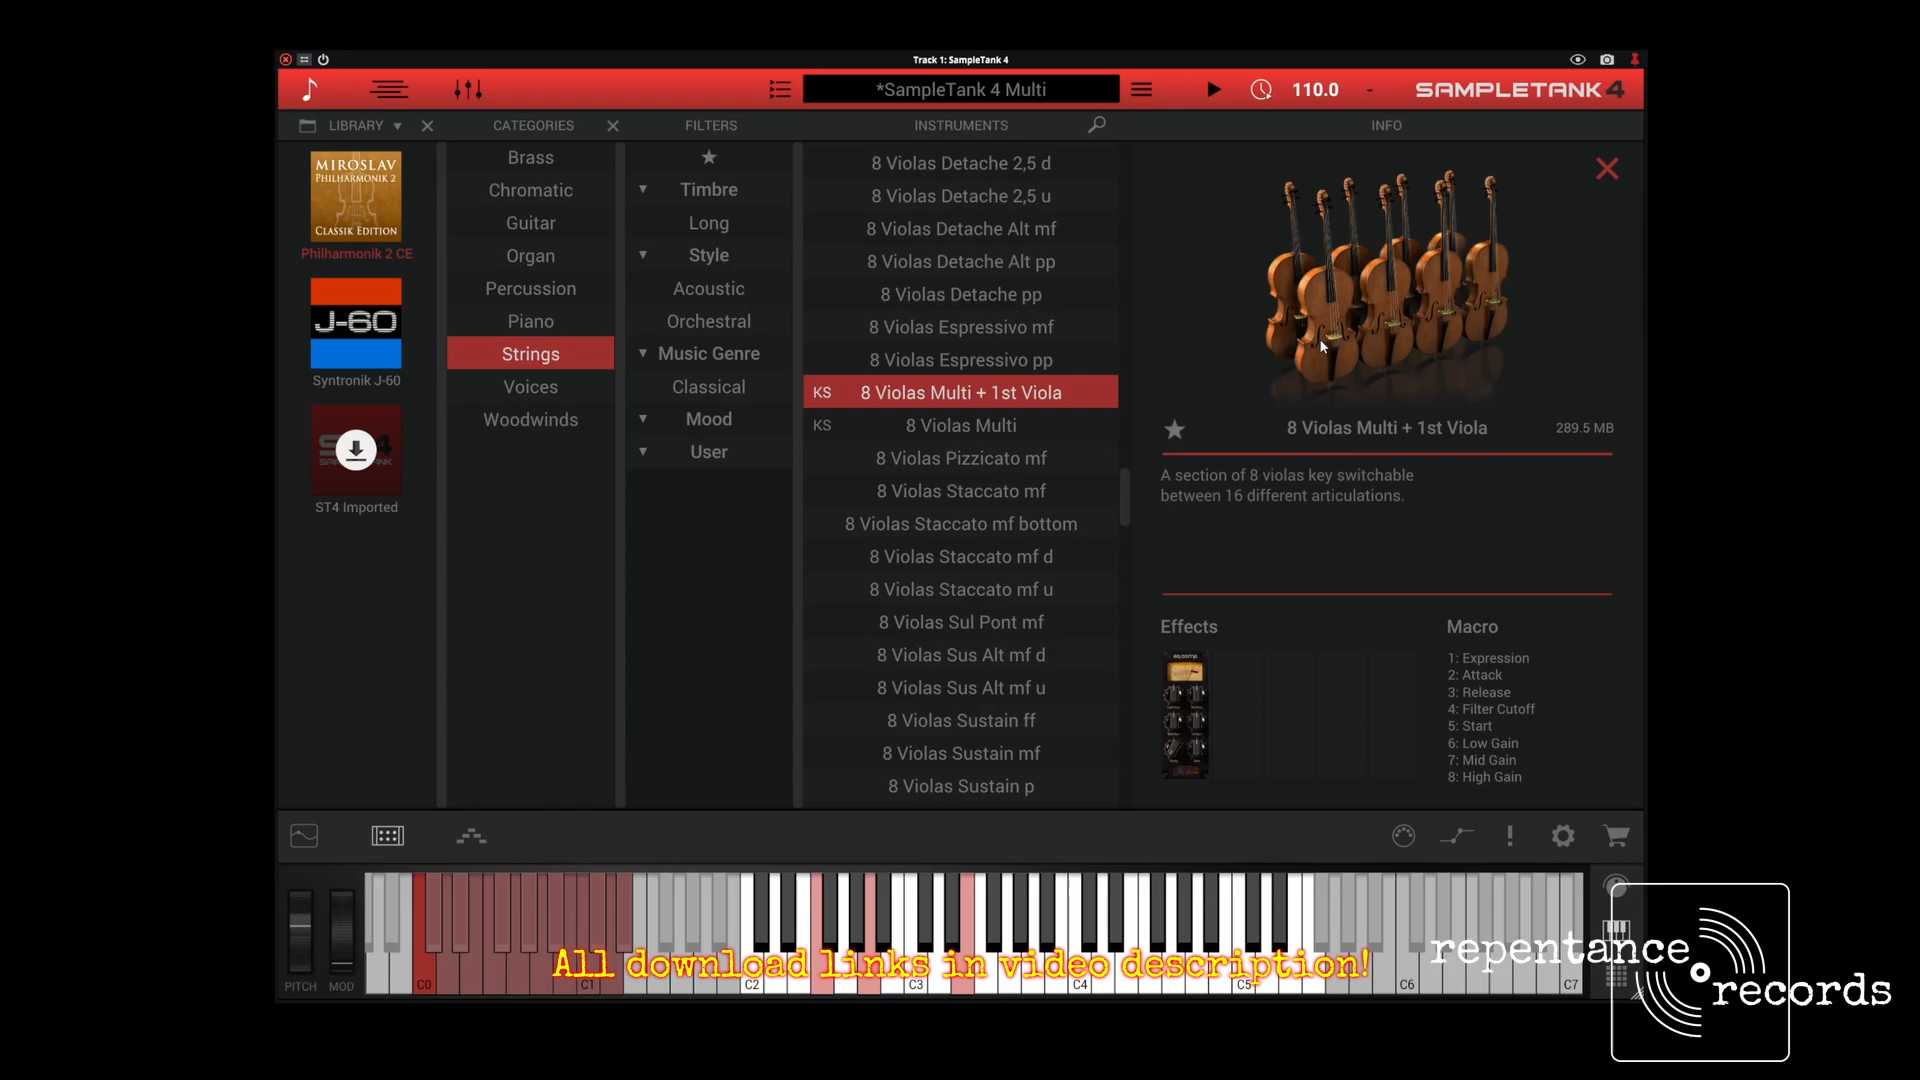 Track 1: SampleTank 4
*SampleTank 4 Multi
110.0
-
SAMPLETANK 4
LIBRARY
CATEGORIES
FILTERS
INSTRUMENTS
INFO
MIROSLAV
PHILHARMONIK 2
CLASSIK EDITION
Philharmonik 2 CE
J-60
Syntronik J-60
ST4 Imported
Brass
Chromatic
Guitar
Organ
Percussion
Piano
Strings
Voices
Woodwinds
Timbre
Long
Style
Acoustic
Orchestral
Music Genre
Classical
Mood
User
8 Violas Detache 2,5 d
8 Violas Detache 2,5 u
8 Violas Detache Alt mf
8 Violas Detache Alt pp
8 Violas Detache pp
8 Violas Espressivo mf
8 Violas Espressivo pp
KS 8 Violas Multi + 1st Viola
KS 8 Violas Multi
8 Violas Pizzicato mf
8 Violas Staccato mf
8 Violas Staccato mf bottom
8 Violas Staccato mf d
8 Violas Staccato mf u
8 Violas Sul Pont mf
8 Violas Sus Alt mf d
8 Violas Sus Alt mf u
8 Violas Sustain ff
8 Violas Sustain mf
8 Violas Sustain p
8 Violas Multi + 1st Viola
289.5 MB
A section of 8 violas key switchable
between 16 different articulations.
Effects
eq comp
Macro
1: Expression
2: Attack
3: Release
4: Filter Cutoff
5: Start
6: Low Gain
7: Mid Gain
8: High Gain
PITCH
MOD
C0
C1
C2
C3
C4
C5
C6
C7
All download links in video description!
repentance
records